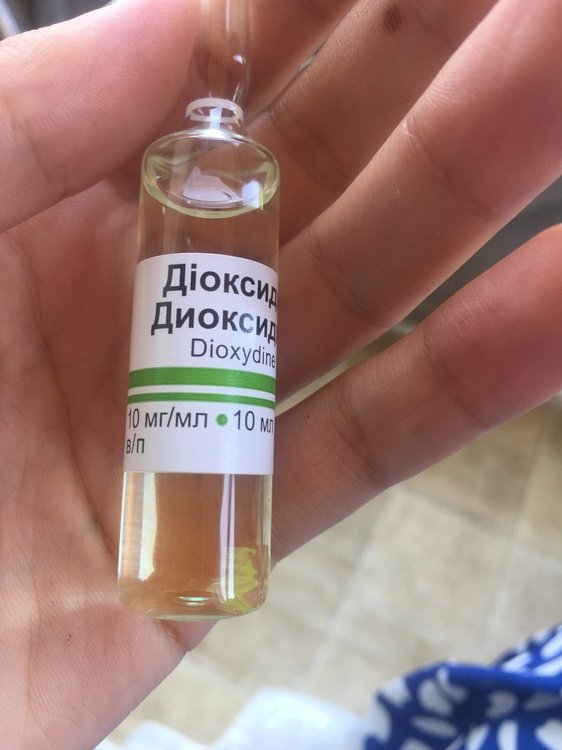 Діоксид
Диоксид
Dioxydine
10 мг/мл • 10 мл
в/п